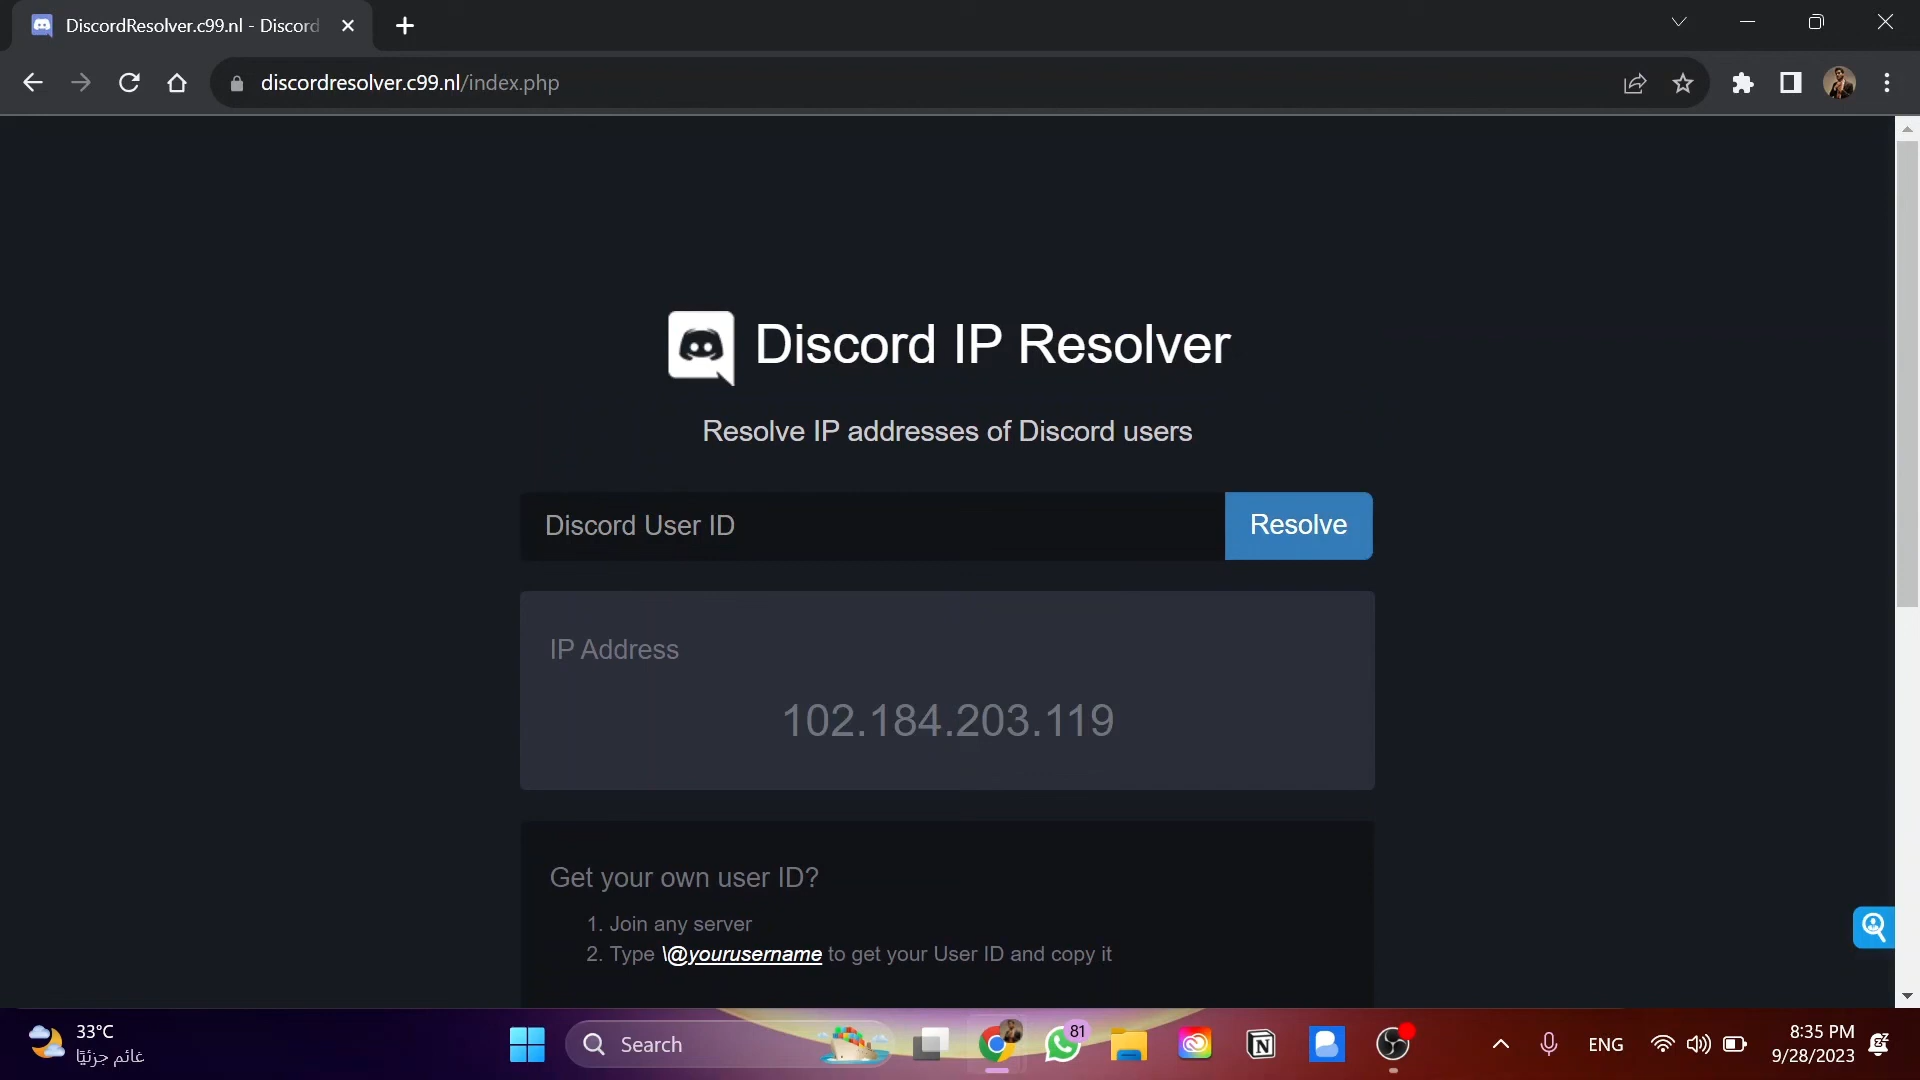 DiscordResolver.c99.nl - Discord
discordresolver.c99.nl/index.php
Discord IP Resolver
Resolve IP addresses of Discord users
Discord User ID
Resolve
IP Address
102.184.203.119
Get your own user ID?
1. Join any server
2. Type \@yourusername to get your User ID and copy it
33°C
غائم جزئيًا
Search
81
ENG
8:35 PM
9/28/2023